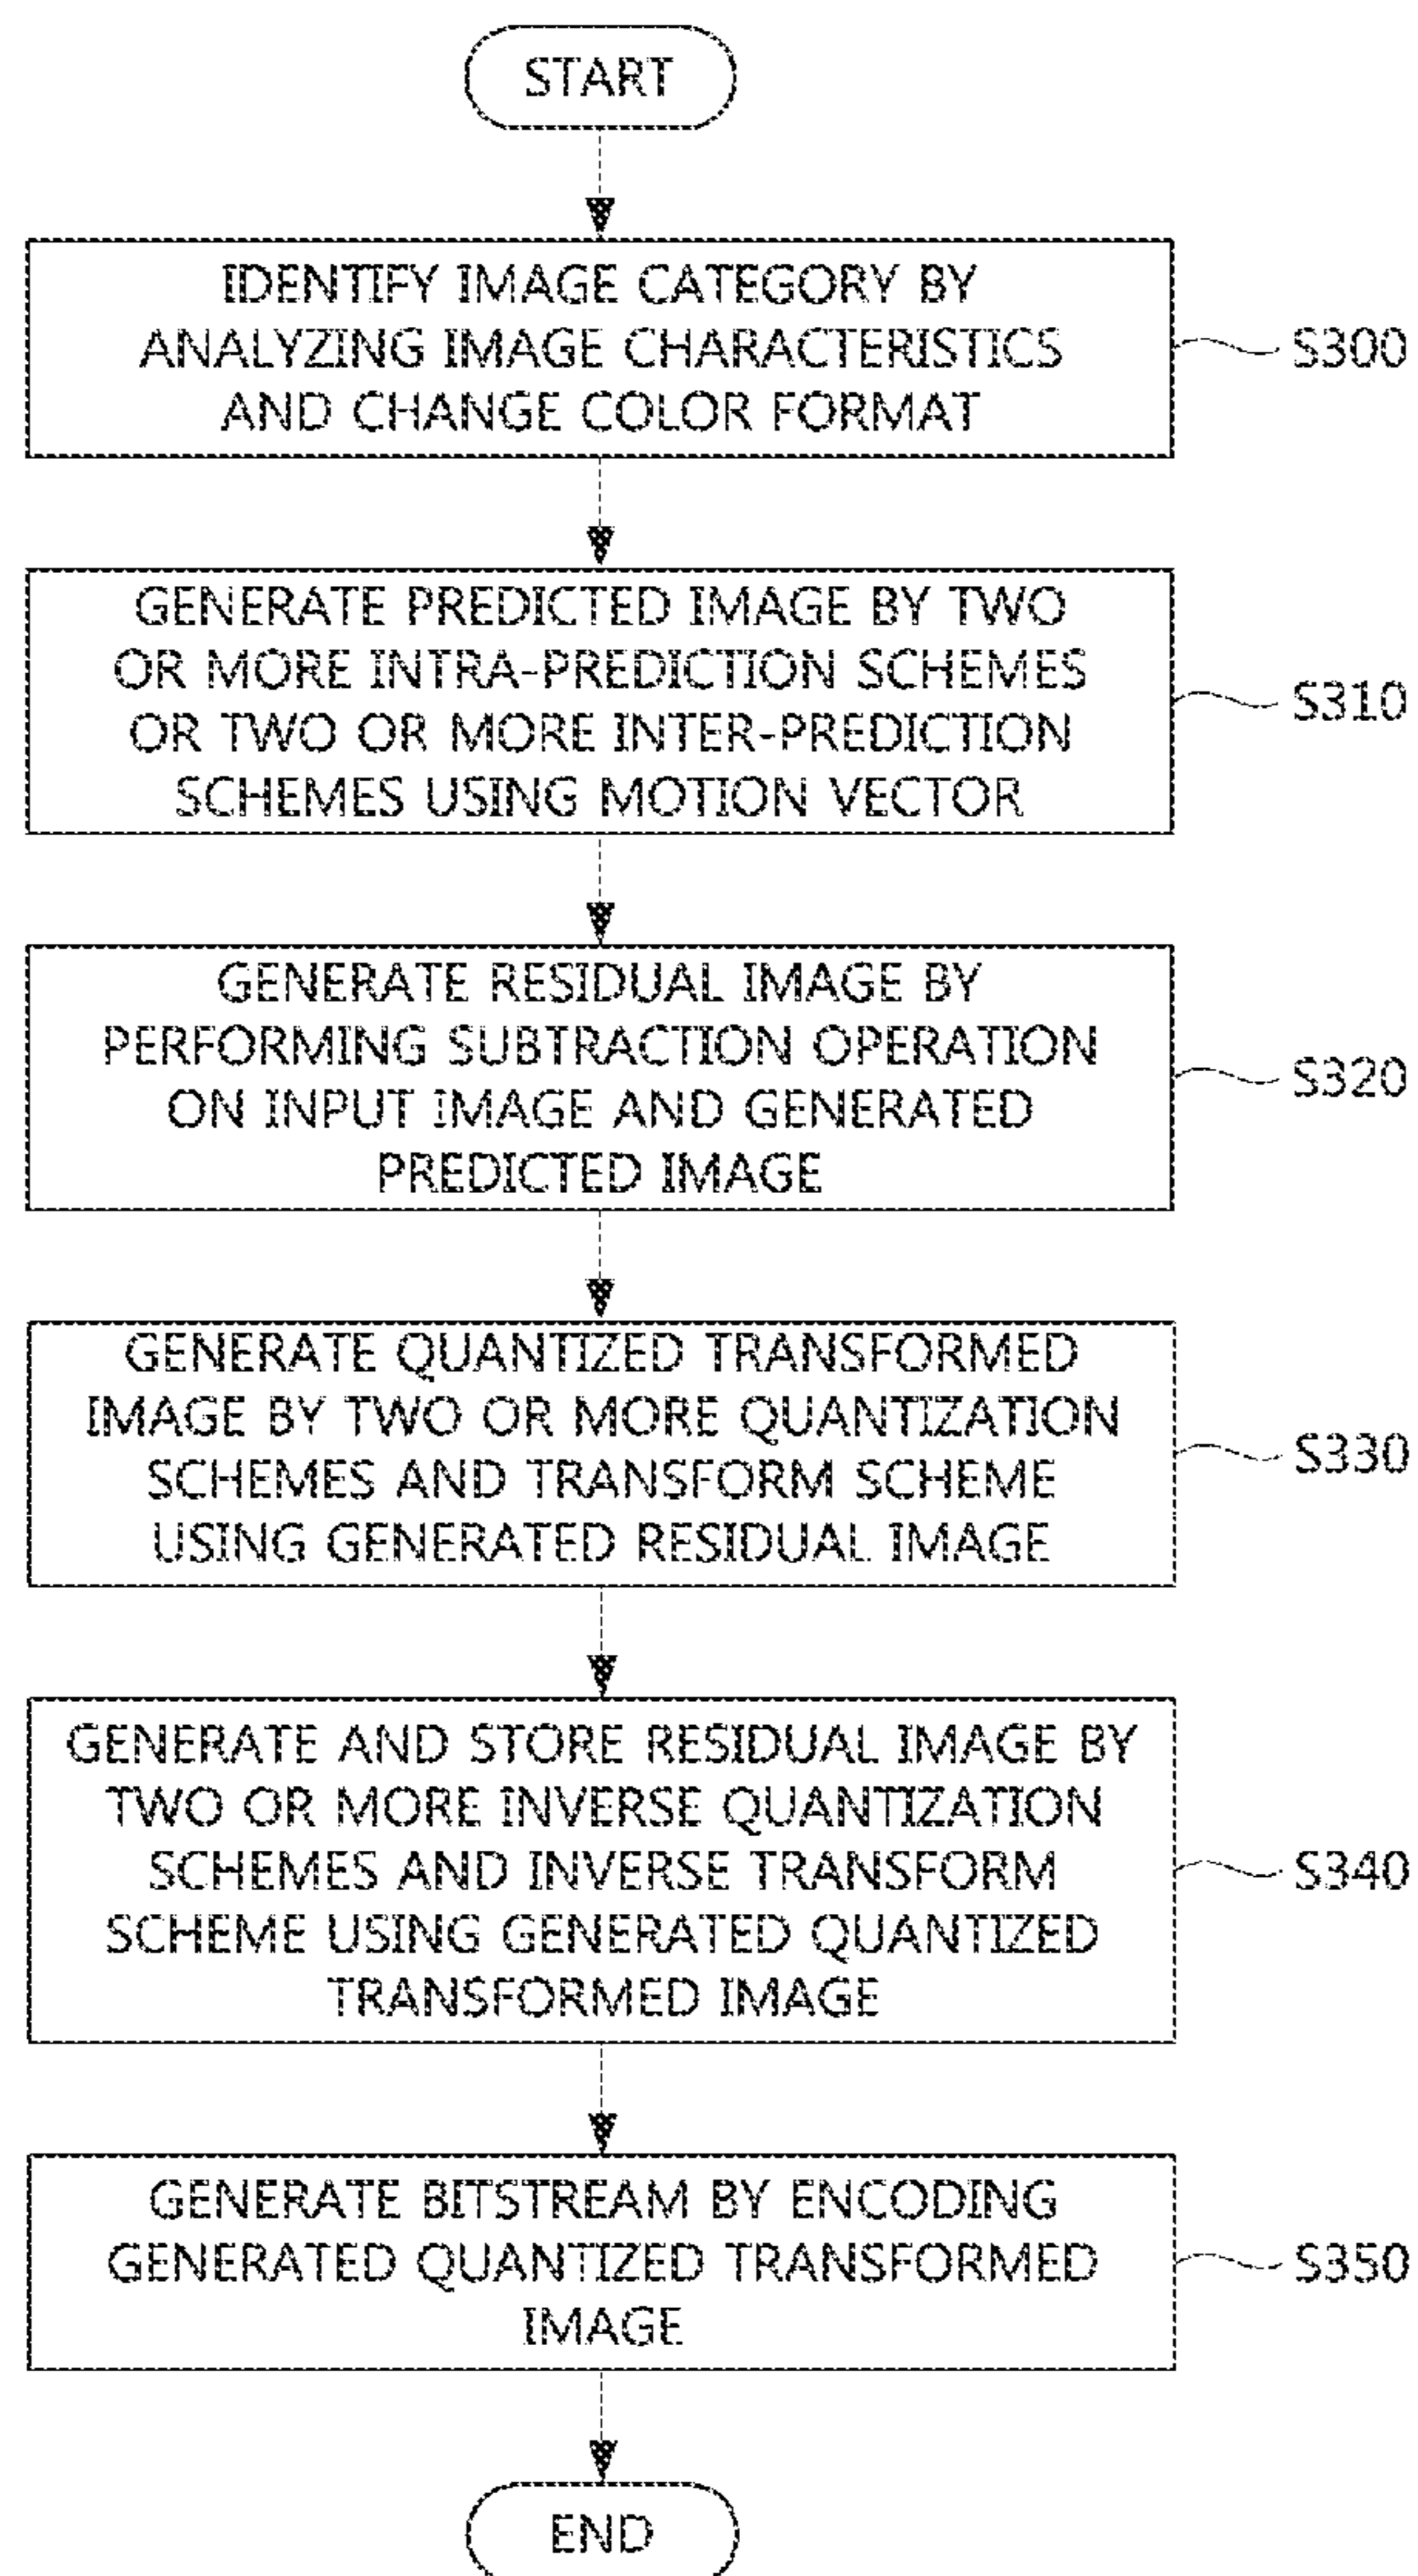 START
IDENTIFY IMAGE CATEGORY BY
ANALYZING IMAGE CHARACTERISTICS
AND CHANGE COLOR FORMAT
S300
GENERATE PREDICTED IMAGE BY TWO
OR MORE INTRA-PREDICTION SCHEMES
OR TWO OR MORE INTER-PREDICTION
SCHEMES USING MOTION VECTOR
S310
GENERATE RESIDUAL IMAGE BY
PERFORMING SUBTRACTION OPERATION
ON INPUT IMAGE AND GENERATED
PREDICTED IMAGE
S320
GENERATE QUANTIZED TRANSFORMED
IMAGE BY TWO OR MORE QUANTIZATION
SCHEMES AND TRANSFORM SCHEME
USING GENERATED RESIDUAL IMAGE
S330
GENERATE AND STORE RESIDUAL IMAGE BY
TWO OR MORE INVERSE QUANTIZATION
SCHEMES AND INVERSE TRANSFORM
SCHEME USING GENERATED QUANTIZED
TRANSFORMED IMAGE
S340
GENERATE BITSTREAM BY ENCODING
GENERATED QUANTIZED TRANSFORMED
IMAGE
S350
END